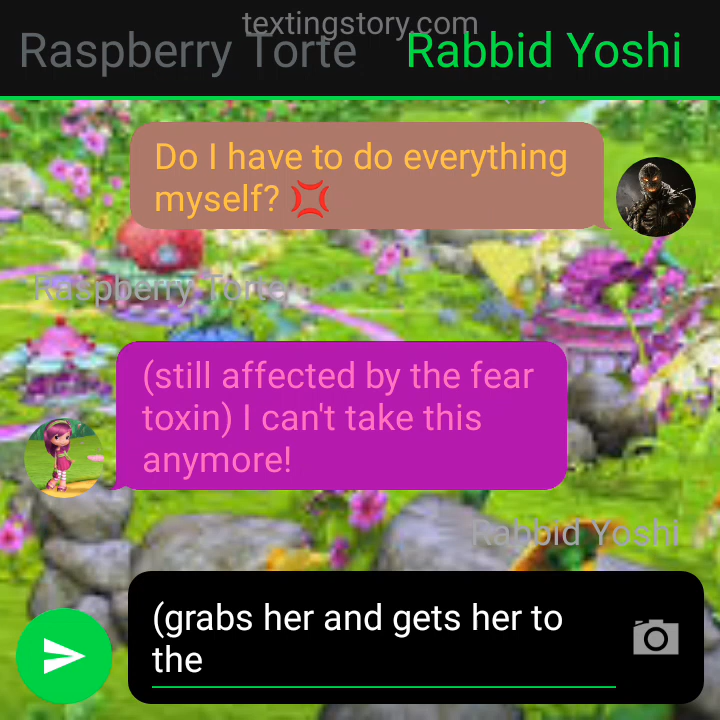 textingstory.com
Raspberry Torte Rabbid Yoshi
Do I have to do everything
myself? 💢
Raspberry Torte
(still affected by the fear
toxin) I can't take this
anymore!
Rabbid Yoshi
(grabs her and gets her to
the